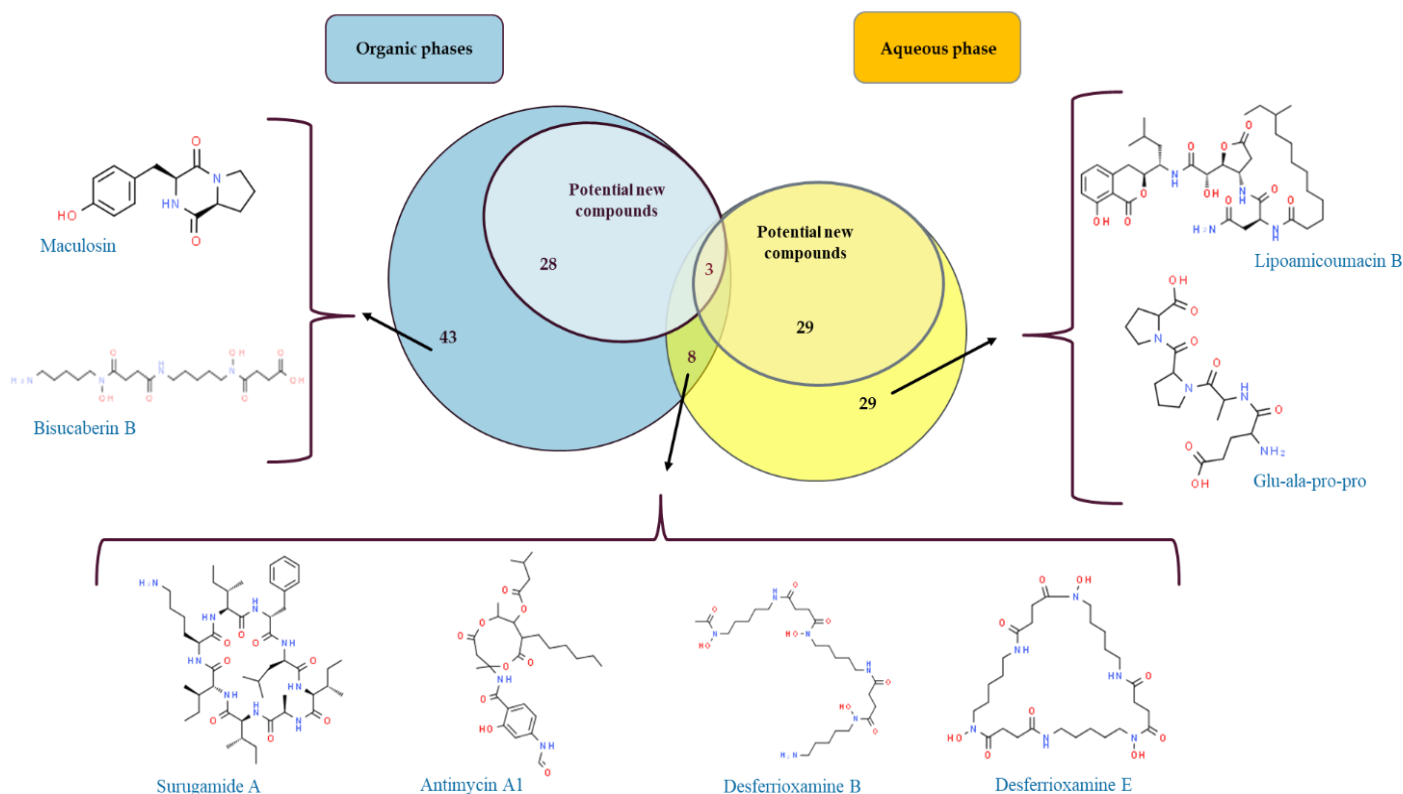 Organic phases
Aqueous phase
Maculosin
Bisucaberin B
Potential new
compounds
28
43
3
8
Potential new
compounds
29
29
Lipoamicoumacin B
Glu-ala-pro-pro
Surugamide A
Antimycin A1
Desferrioxamine B
Desferrioxamine E